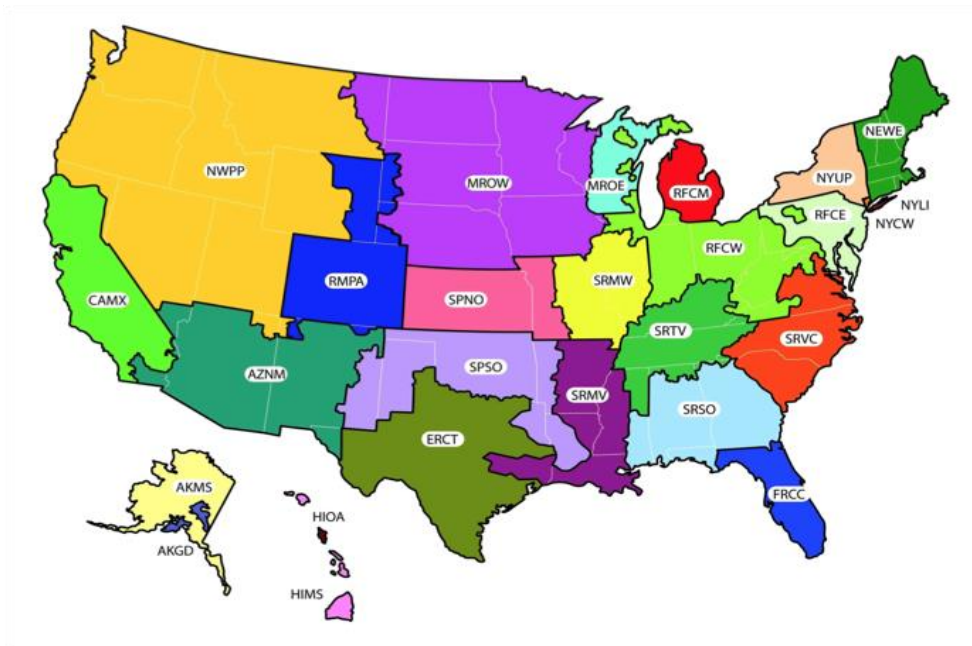 NWPP
MROW
MROE
RFCM
NEWE
NYUP
NYLI
NYCW
RFCE
RFCW
CAMX
RMPA
SPNO
SRMW
SRTV
SRVC
AZNM
SPSO
SRMV
SRSO
ERCT
FRCC
AKMS
AKGD
HIOA
HIMS